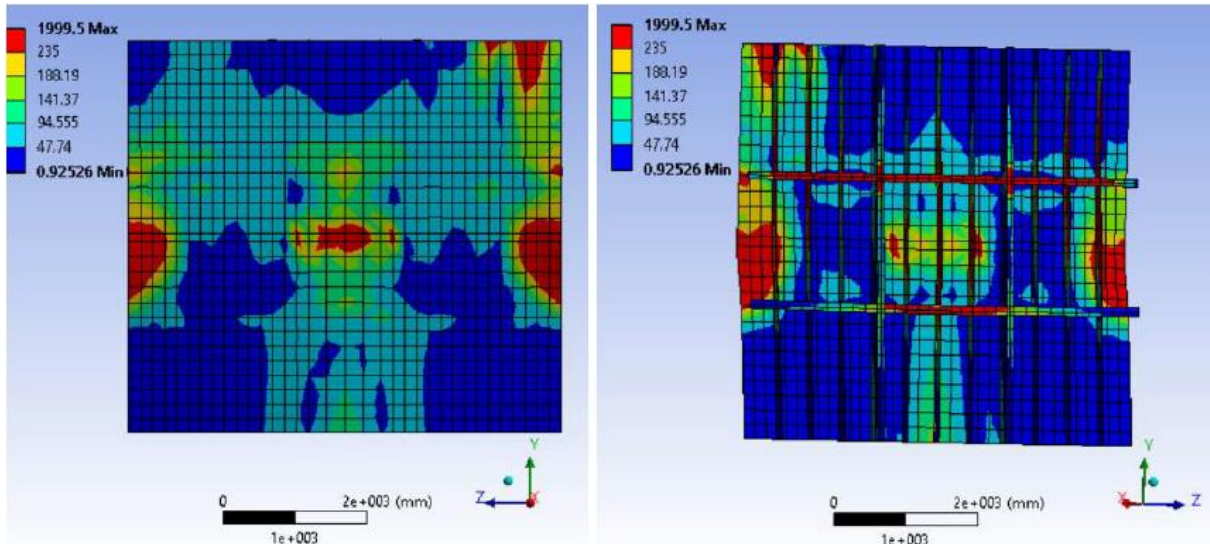 1999.5 Max
235
188.19
141.37
94.555
47.74
0.92526 Min
Y
Z
X
0
2e+003 (mm)
1e+003
1999.5 Max
235
188.19
141.37
94.555
47.74
0.92526 Min
Y
X
Z
0
2e+003 (mm)
1e+003